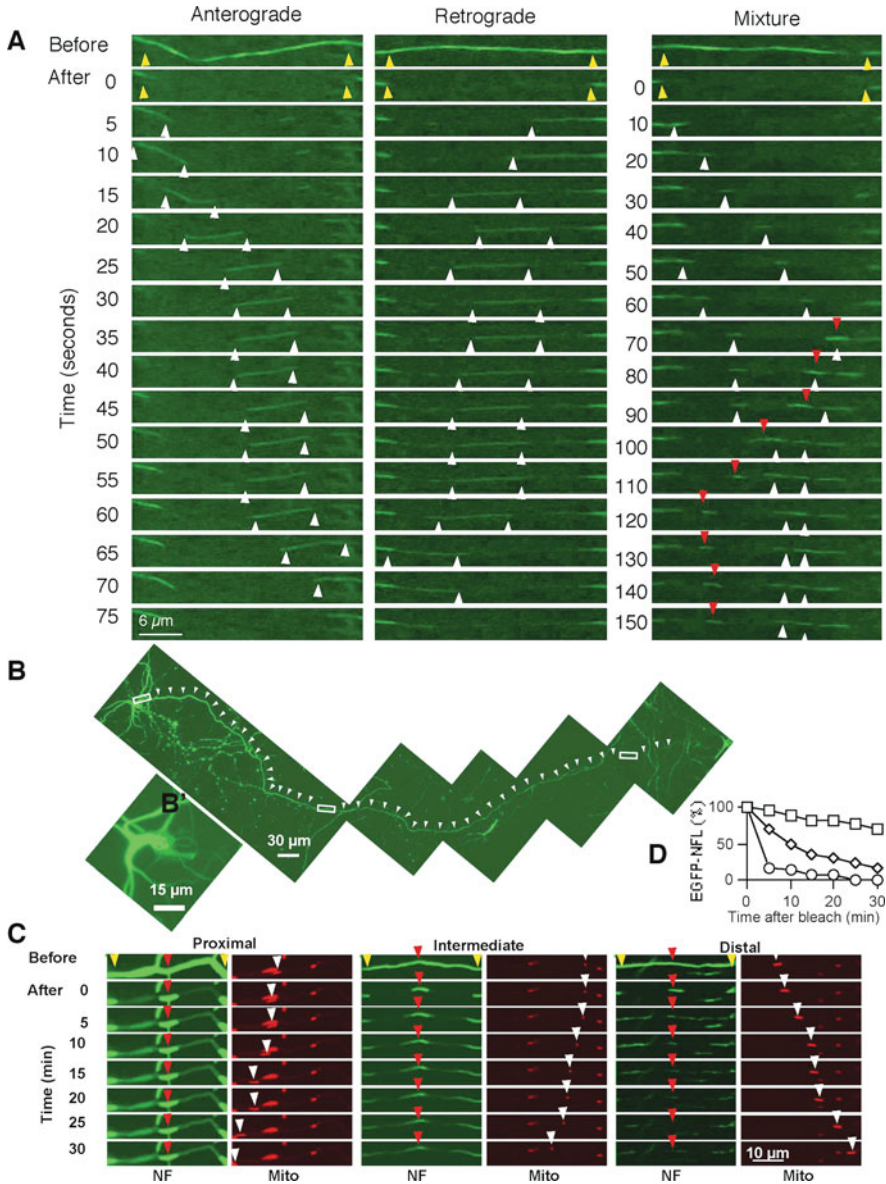 Anterograde Retrograde Mixture
A
Before
After 0 0
5 10
10 20
15 30
20 40
25 50
30 60
35 70
40 80
45 90
50 100
55 110
60 120
65 130
70 140
75 150
Time (seconds)
6 µm
B
B'
30 µm
15 µm
D
EGFP-NFL (%)
100
50
0
0 10 20 30
Time after bleach (min)
C
Proximal Intermediate Distal
Before
After 0
5
10
15
20
25
30
Time (min)
10 µm
NF Mito NF Mito NF Mito